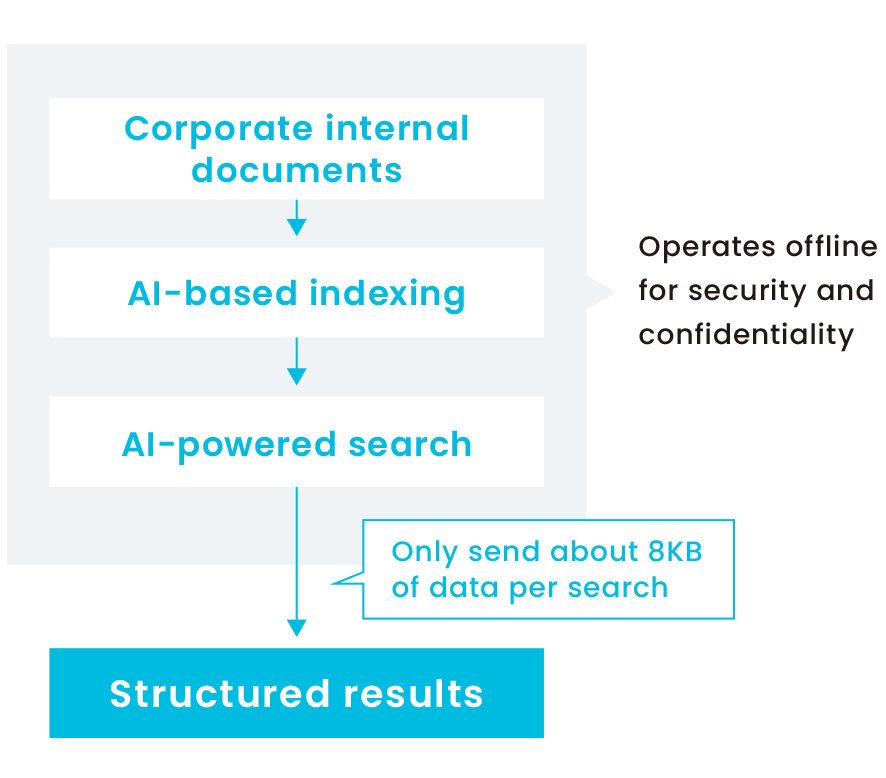 Corporate internal
documents
AI-based indexing
Operates offline
for security and
confidentiality
AI-powered search
Only send about 8KB
of data per search
Structured results